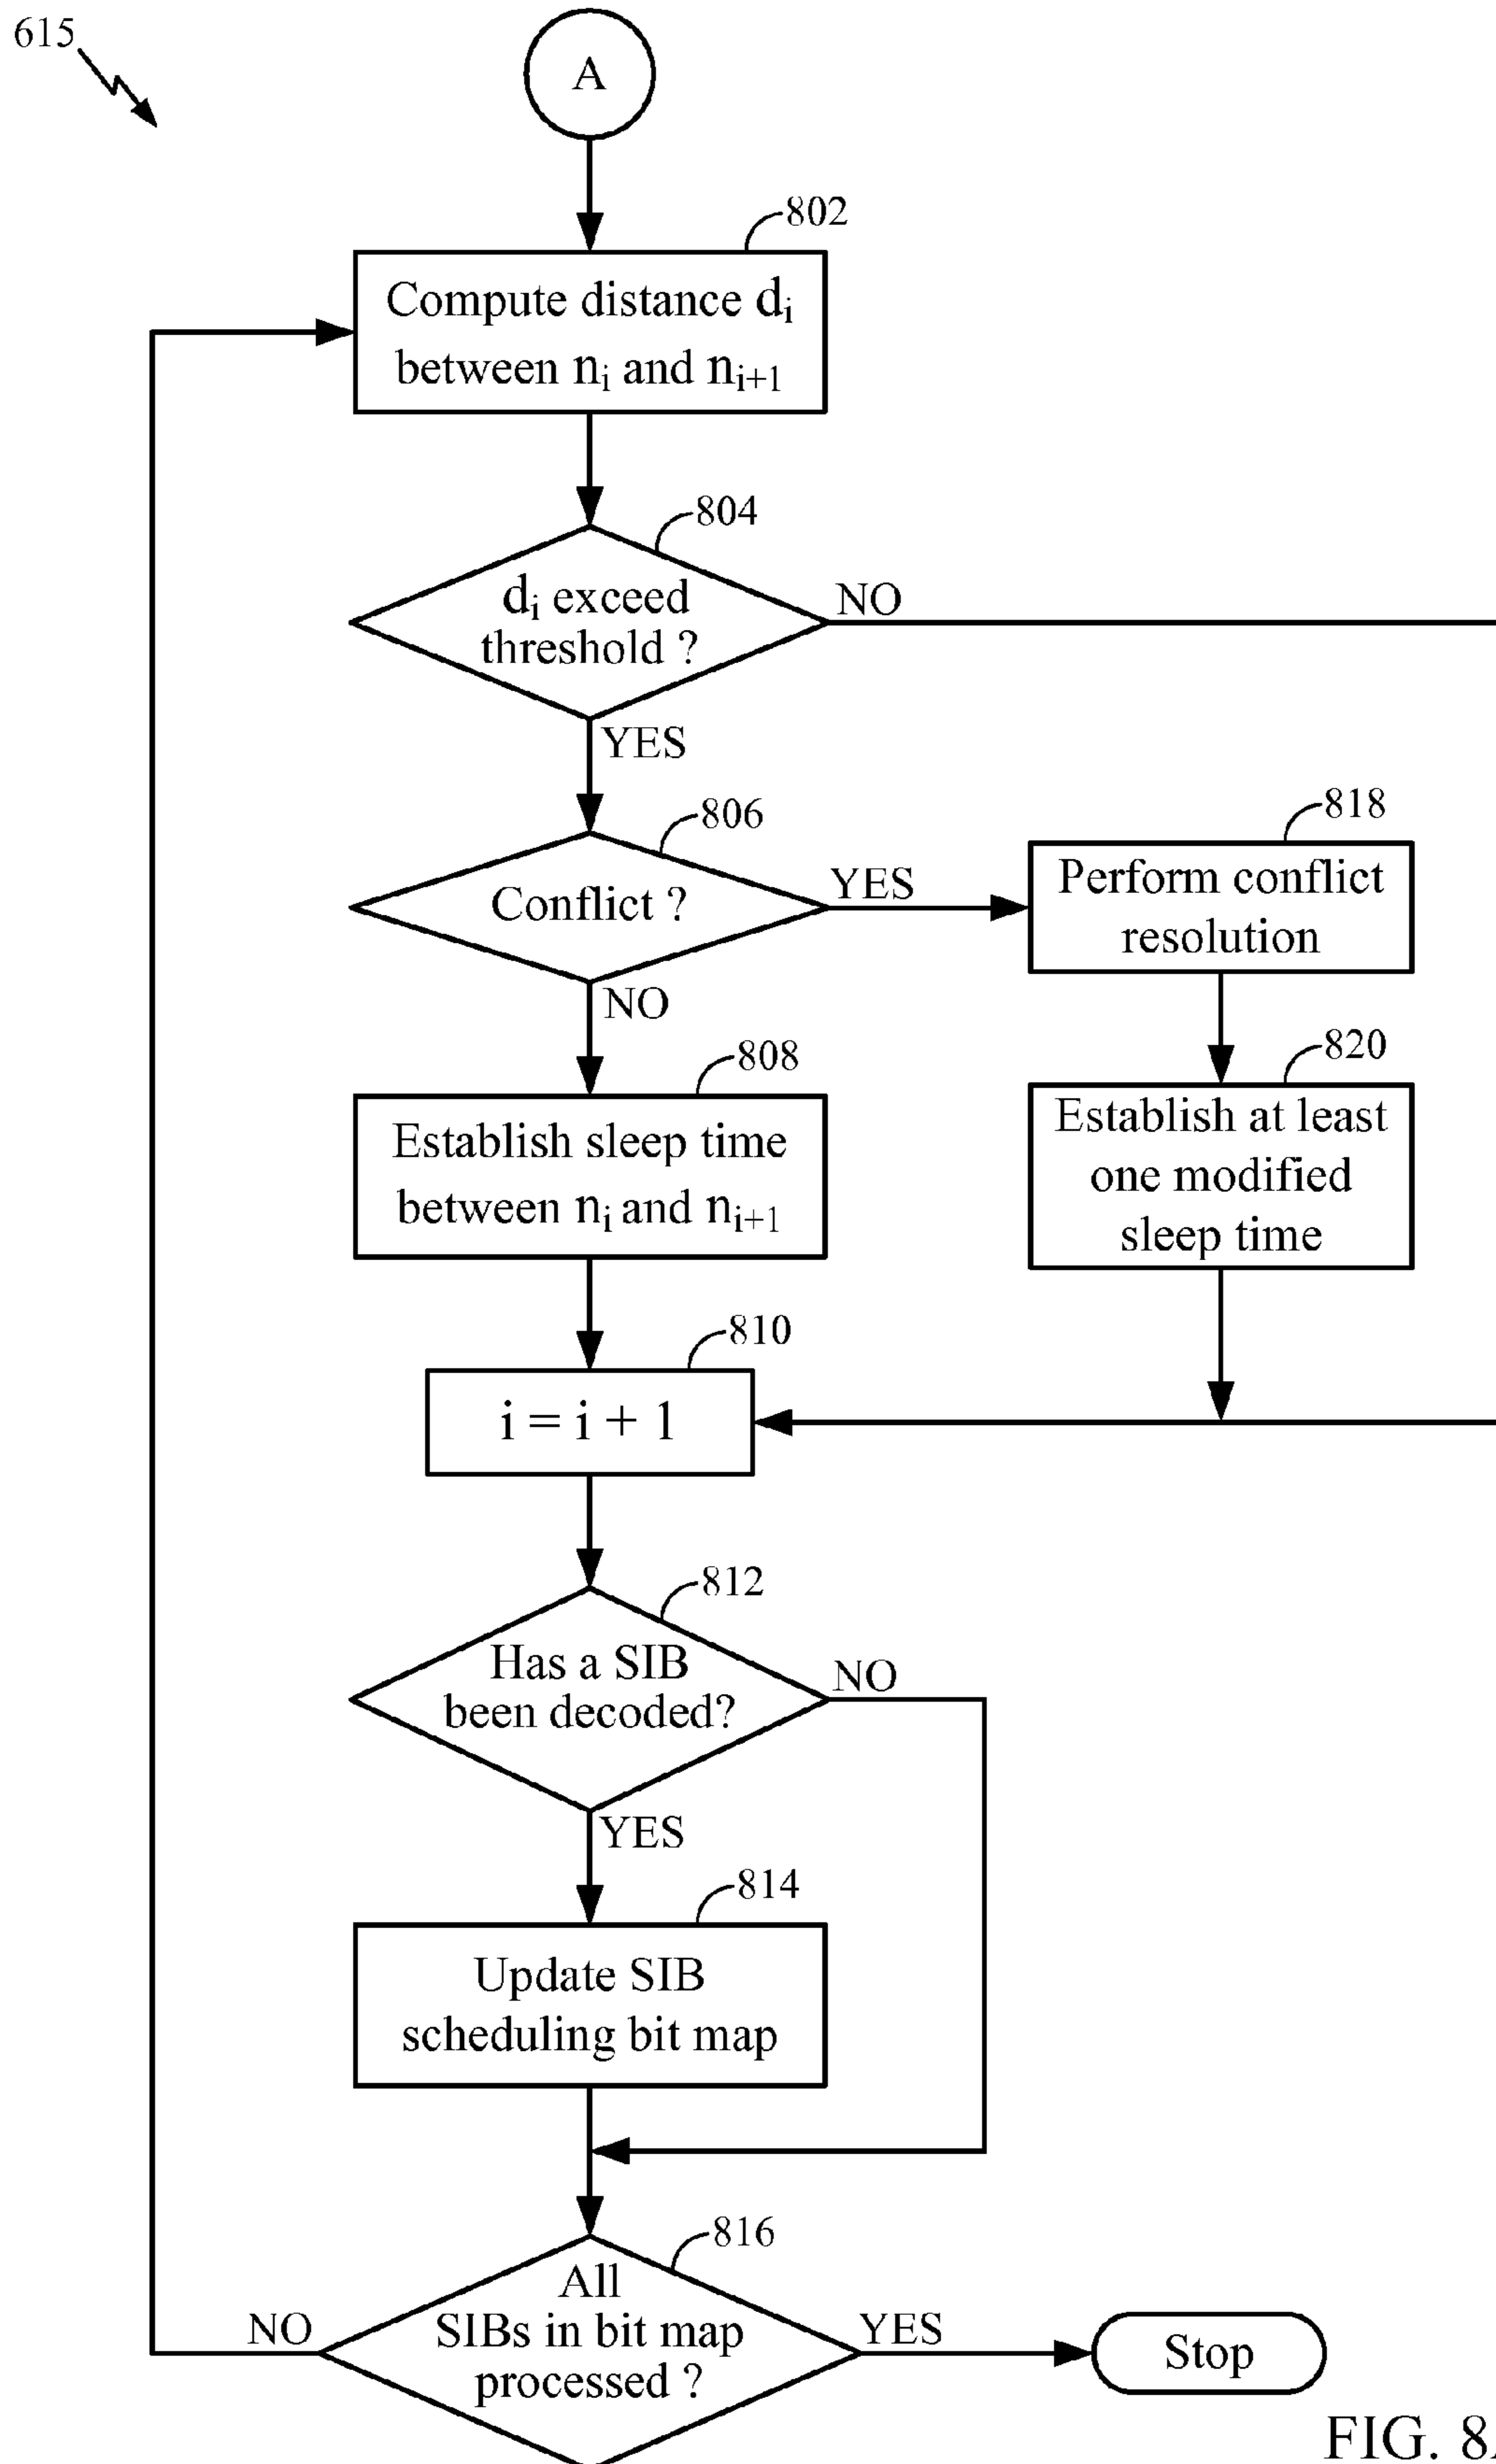 615
A
802
Compute distance dᵢ
between nᵢ and nᵢ₊₁
804
dᵢ exceed
threshold ?
NO
YES
806
Conflict ?
YES
NO
818
Perform conflict
resolution
808
Establish sleep time
between nᵢ and nᵢ₊₁
820
Establish at least
one modified
sleep time
810
i = i + 1
812
Has a SIB
been decoded?
NO
YES
814
Update SIB
scheduling bit map
816
All
SIBs in bit map
processed ?
NO
YES
Stop
FIG. 8